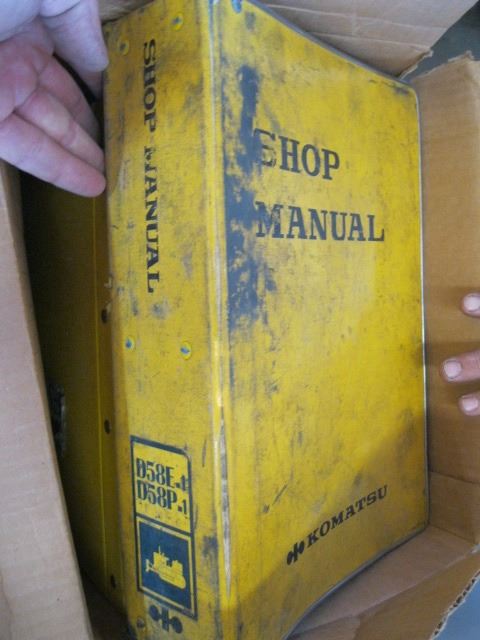 SHOP MANUAL
D58E-1
D58P-1
SHOP
MANUAL
KOMATSU